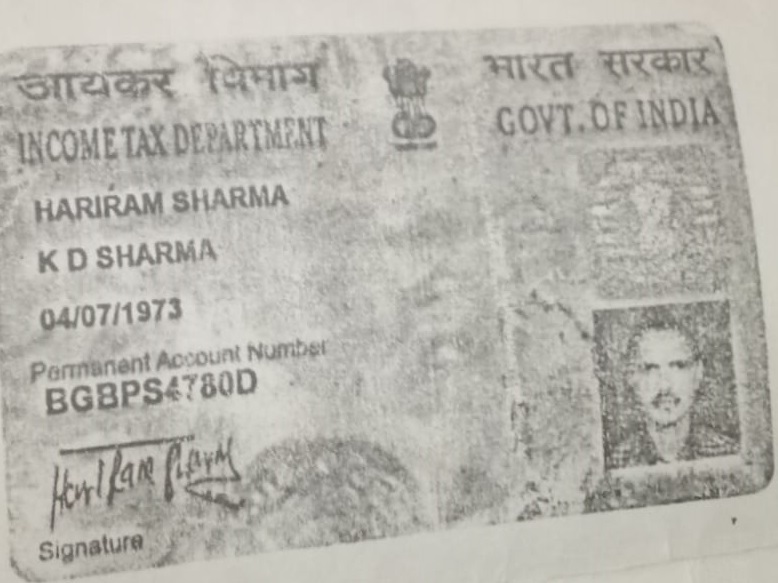 आयकर विभाग
भारत सरकार
INCOME TAX DEPARTMENT
GOVT. OF INDIA
HARIRAM SHARMA
K D SHARMA
04/07/1973
Permanent Account Number
BGBPS4780D
Hari Ram Sharma
Signature